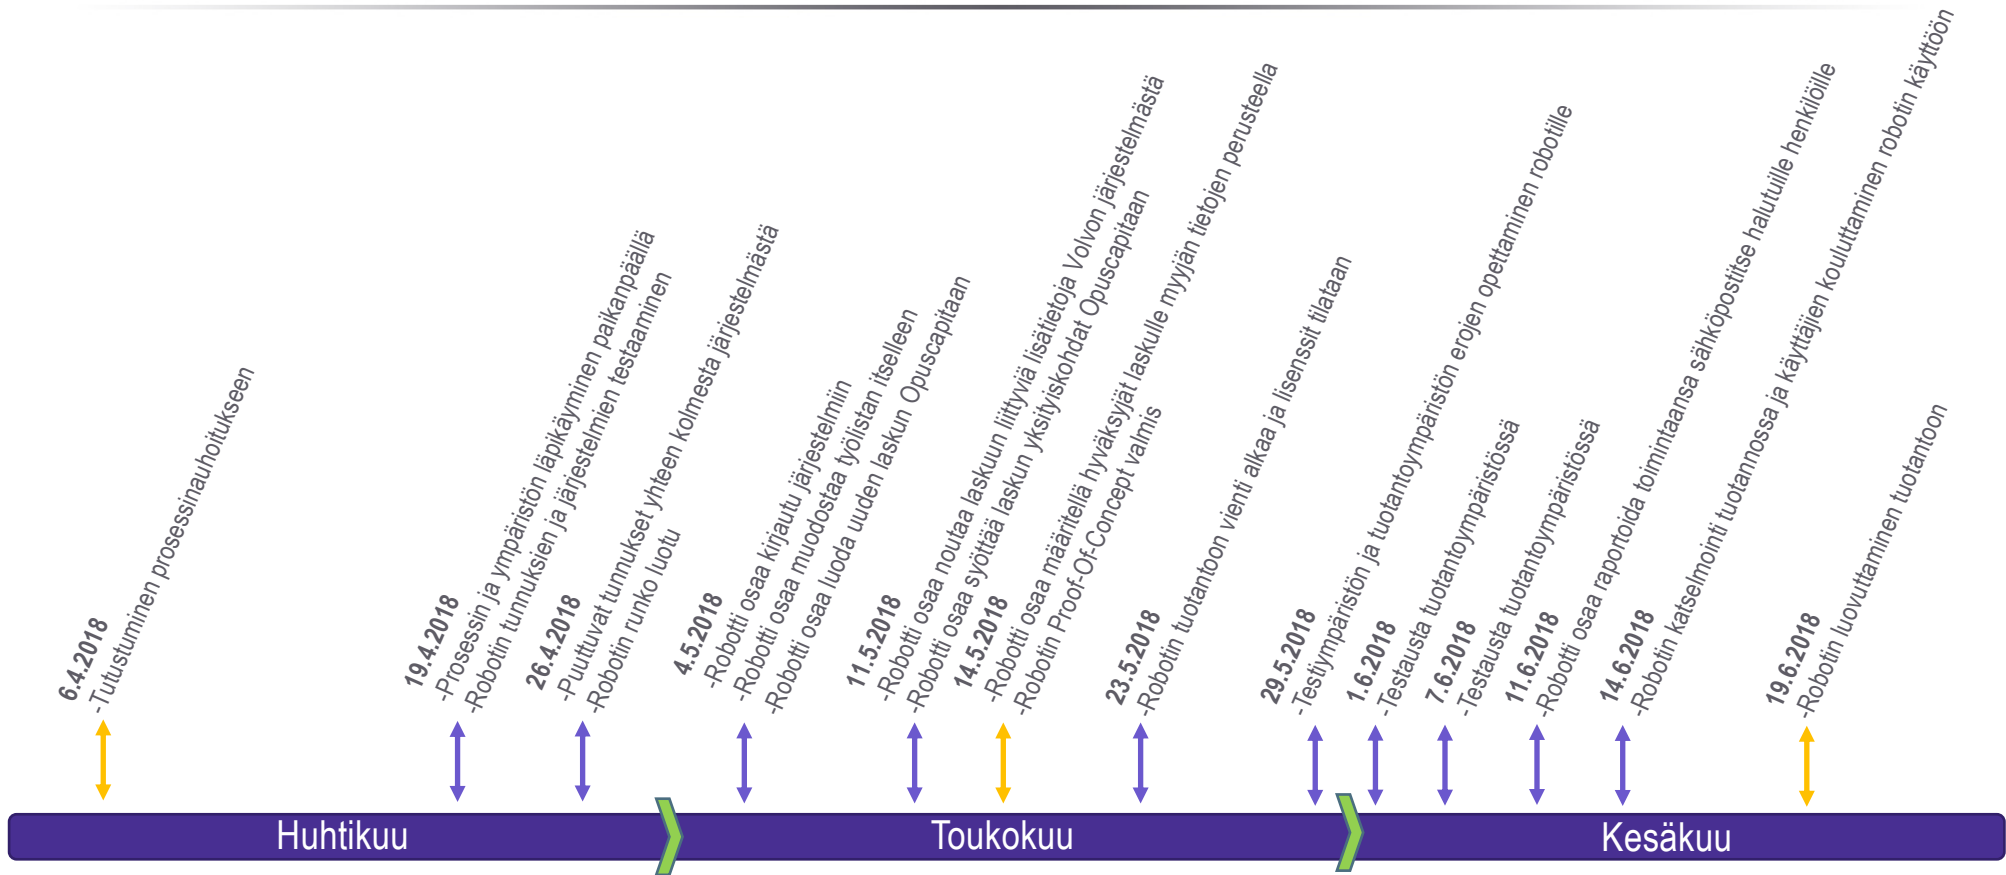 6.4.2018
-Tutustuminen prosessinauhoitukseen
19.4.2018
-Prosessin ja ympäristön läpikäyminen paikanpäällä
-Robotin tunnuksien ja järjestelmien testaaminen
26.4.2018
-Puuttuvat tunnukset yhteen kolmesta järjestelmästä
-Robotin runko luotu
4.5.2018
-Robotti osaa kirjautu järjestelmiin
-Robotti osaa muodostaa työlistan itselleen
-Robotti osaa luoda uuden laskun Opuscapitaan
11.5.2018
-Robotti osaa noutaa laskuun liittyviä lisätietoja Volvon järjestelmästä
-Robotti osaa syöttää laskun yksityiskohdat Opuscapitaan
14.5.2018
-Robotti osaa määritellä hyväksyjät laskulle myyjän tietojen perusteella
-Robotin Proof-Of-Concept valmis
23.5.2018
-Robotin tuotantoon vienti alkaa ja lisenssit tilataan
29.5.2018
-Testiympäristön ja tuotantoympäristön erojen opettaminen robotille
1.6.2018
-Testausta tuotantoympäristössä
7.6.2018
-Testausta tuotantoympäristössä
11.6.2018
-Robotti osaa raportoida toimintaansa sähköpostitse halutuille henkilöille
14.6.2018
-Robotin katselmointi tuotannossa ja käyttäjien kouluttaminen robotin käyttöön
19.6.2018
-Robotin luovuttaminen tuotantoon
Huhtikuu
Toukokuu
Kesäkuu